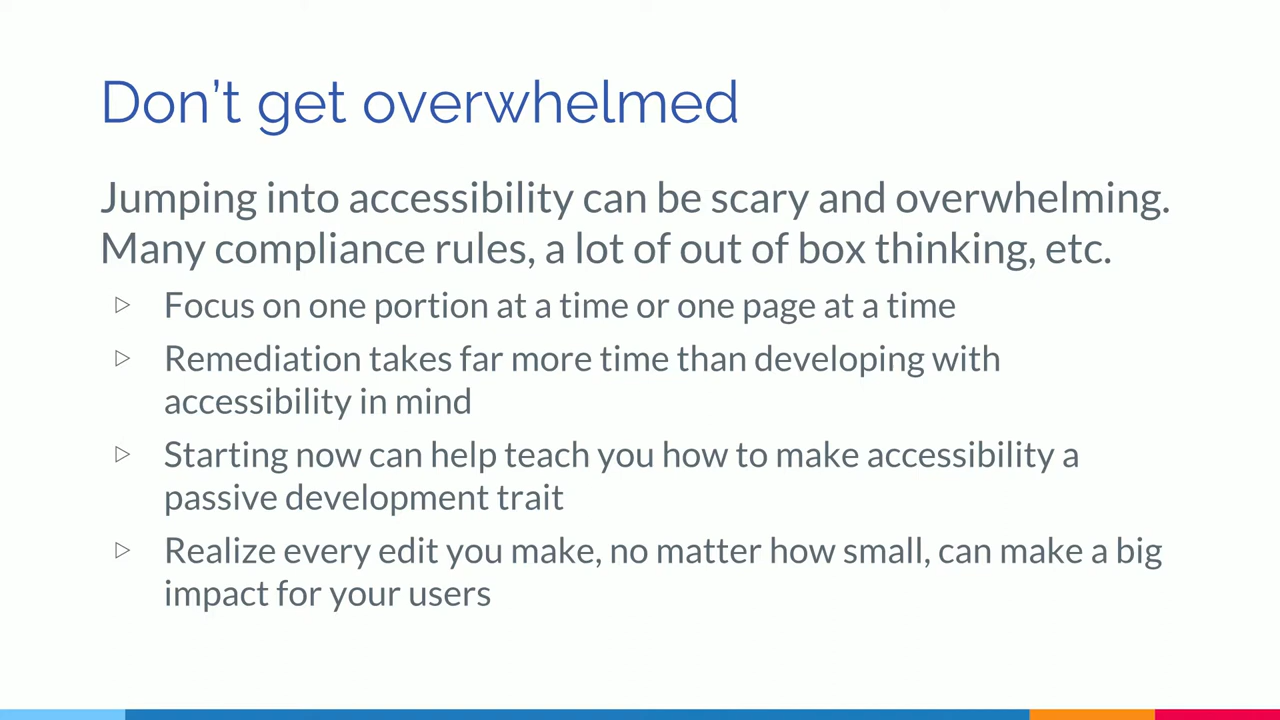 Don’t get overwhelmed
Jumping into accessibility can be scary and overwhelming.
Many compliance rules, a lot of out of box thinking, etc.
▷ Focus on one portion at a time or one page at a time
▷ Remediation takes far more time than developing with
accessibility in mind
▷ Starting now can help teach you how to make accessibility a
passive development trait
▷ Realize every edit you make, no matter how small, can make a big
impact for your users